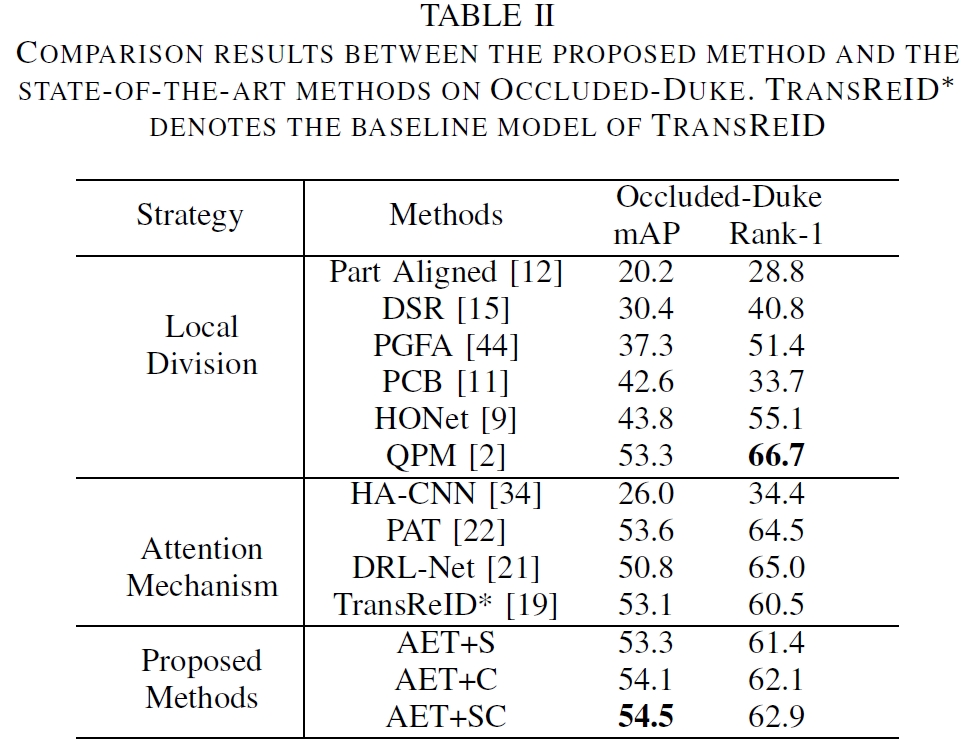 TABLE II
COMPARISON RESULTS BETWEEN THE PROPOSED METHOD AND THE
STATE-OF-THE-ART METHODS ON OCCLUDED-DUKE. TRANSREID*
DENOTES THE BASELINE MODEL OF TRANSREID
Strategy Methods Occluded-Duke
mAP Rank-1
Local
Division
Part Aligned [12] 20.2 28.8
DSR [15] 30.4 40.8
PGFA [44] 37.3 51.4
PCB [11] 42.6 33.7
HONet [9] 43.8 55.1
QPM [2] 53.3 66.7
Attention
Mechanism
HA-CNN [34] 26.0 34.4
PAT [22] 53.6 64.5
DRL-Net [21] 50.8 65.0
TransReID* [19] 53.1 60.5
Proposed
Methods
AET+S 53.3 61.4
AET+C 54.1 62.1
AET+SC 54.5 62.9